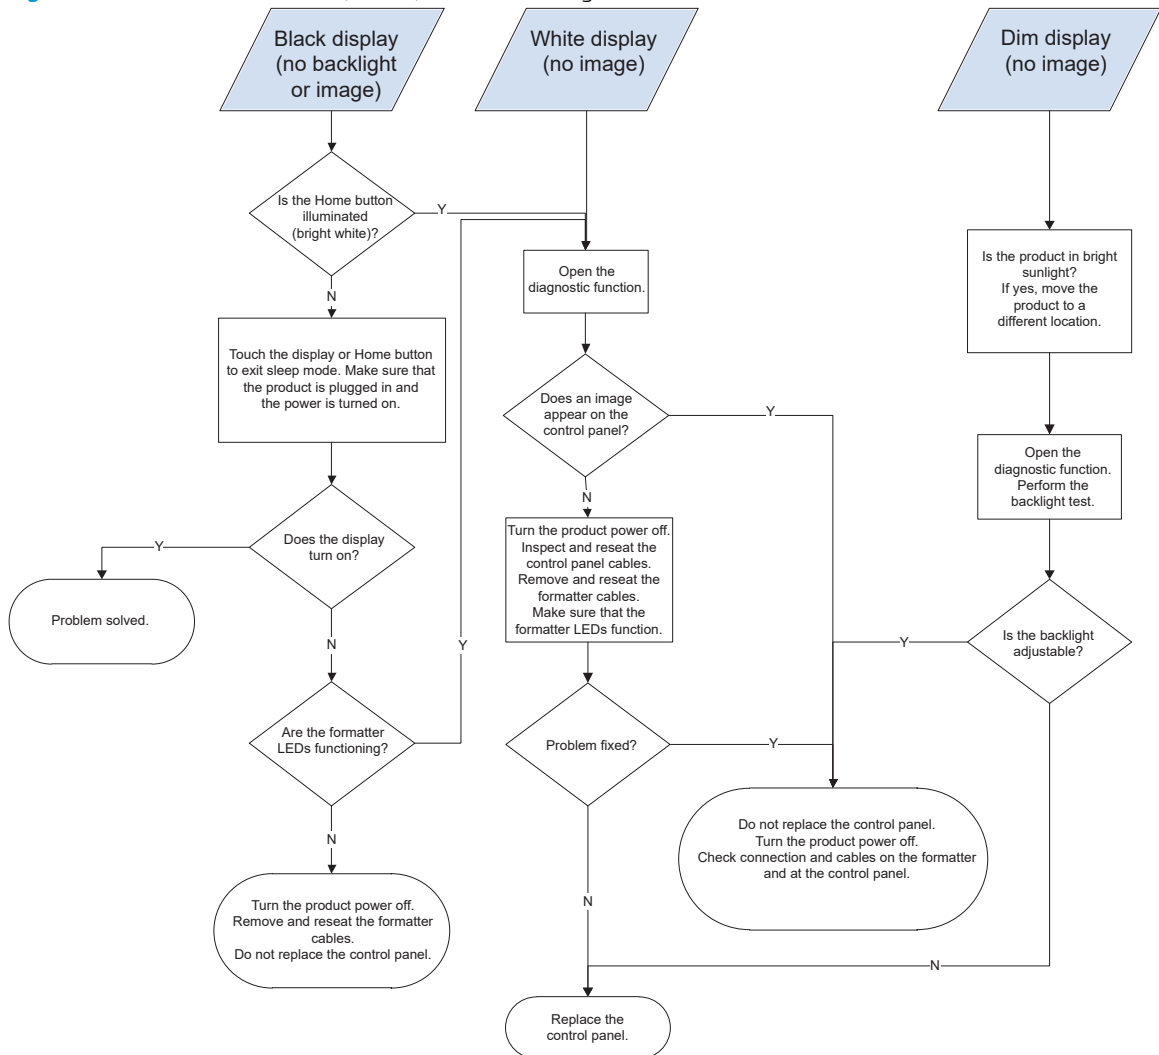 Black display
(no backlight
or image)
White display
(no image)
Dim display
(no image)
Is the Home button
illuminated
(bright white)?
Y
N
Touch the display or Home button
to exit sleep mode. Make sure that
the product is plugged in and
the power is turned on.
Does the display
turn on?
Y
Problem solved.
N
Are the formatter
LEDs functioning?
Y
N
Turn the product power off.
Remove and reseat the formatter
cables.
Do not replace the control panel.
Open the
diagnostic function.
Does an image
appear on the
control panel?
Y
N
Turn the product power off.
Inspect and reseat the
control panel cables.
Remove and reseat the
formatter cables.
Make sure that the
formatter LEDs function.
Problem fixed?
Y
N
Do not replace the control panel.
Turn the product power off.
Check connection and cables on the formatter
and at the control panel.
Replace the
control panel.
Is the product in bright
sunlight?
If yes, move the
product to a
different location.
Open the
diagnostic function.
Perform the
backlight test.
Is the backlight
adjustable?
Y
N